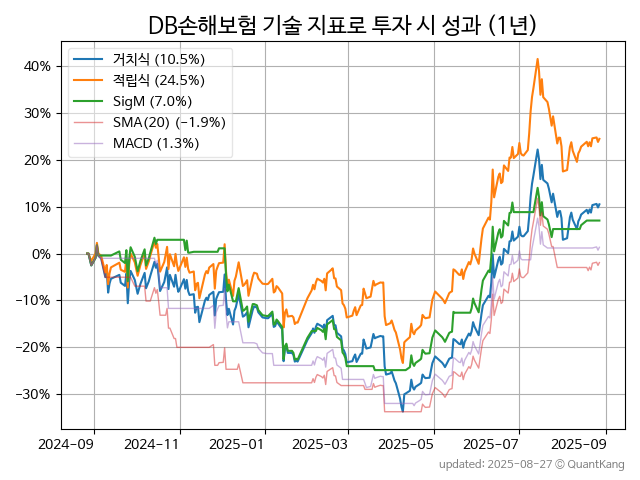 DB손해보험 기술 지표로 투자 시 성과 (1년)
거치식 (10.5%)
적립식 (24.5%)
SigM (7.0%)
SMA(20) (−1.9%)
MACD (1.3%)
40%
30%
20%
10%
0%
−10%
−20%
−30%
2024-09 2024-11 2025-01 2025-03 2025-05 2025-07 2025-09
updated: 2025-08-27 © QuantKang